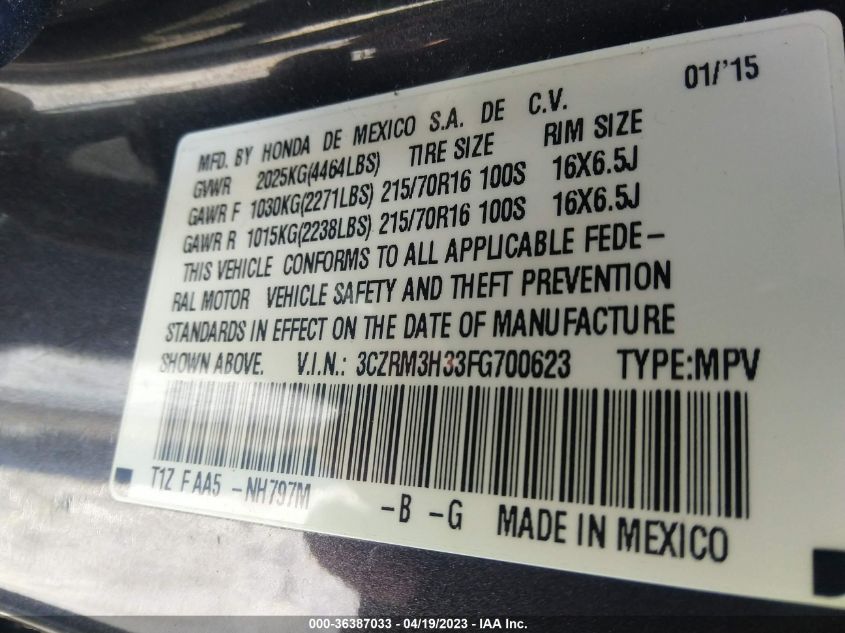 01/'15
MFD. BY HONDA DE MEXICO S.A. DE C.V.
GVWR 2025KG(4464LBS) TIRE SIZE RIM SIZE
GAWR F 1030KG(2271LBS) 215/70R16 100S 16X6.5J
GAWR R 1015KG(2238LBS) 215/70R16 100S 16X6.5J
THIS VEHICLE CONFORMS TO ALL APPLICABLE FEDE-
RAL MOTOR VEHICLE SAFETY AND THEFT PREVENTION
STANDARDS IN EFFECT ON THE DATE OF MANUFACTURE
SHOWN ABOVE. V.I.N.: 3CZRM3H33FG700623 TYPE:MPV
T1Z F AA5 -NH797M -B -G MADE IN MEXICO
000-36387033 - 04/19/2023 - IAA Inc.